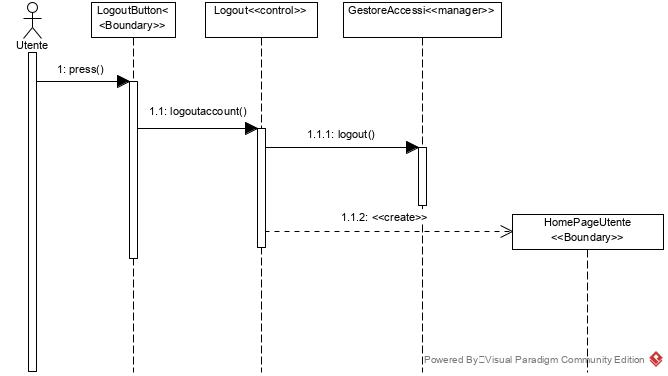 LogoutButton<
<Boundary>>
Logout<<control>>
GestoreAccessi<<manager>>
Utente
1: press()
1.1: logoutaccount()
1.1.1: logout()
1.1.2: <<create>>
HomePageUtente
<<Boundary>>
Powered By Visual Paradigm Community Edition